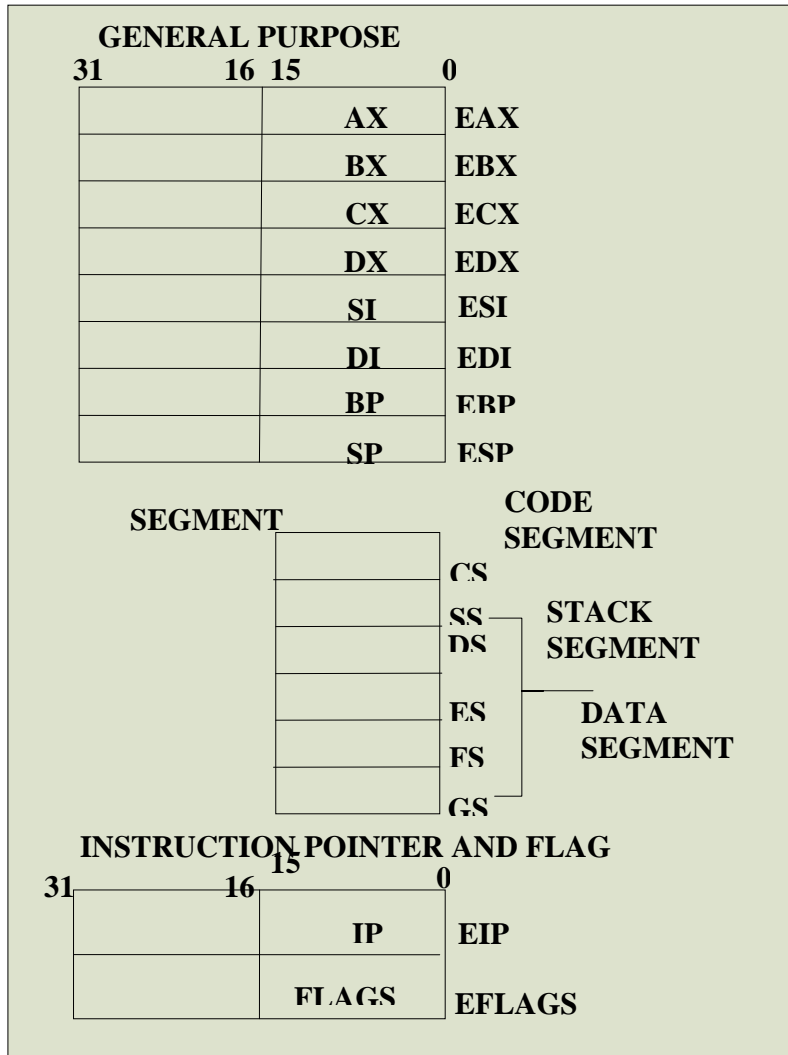 GENERAL PURPOSE
31 16 15 0
AX EAX
BX EBX
CX ECX
DX EDX
SI ESI
DI EDI
BP EBP
SP ESP
SEGMENT
CODE
SEGMENT
CS
SS
STACK
SEGMENT
DS
ES
DATA
SEGMENT
FS
GS
INSTRUCTION POINTER AND FLAG
31 16 15 0
IP EIP
FLAGS EFLAGS